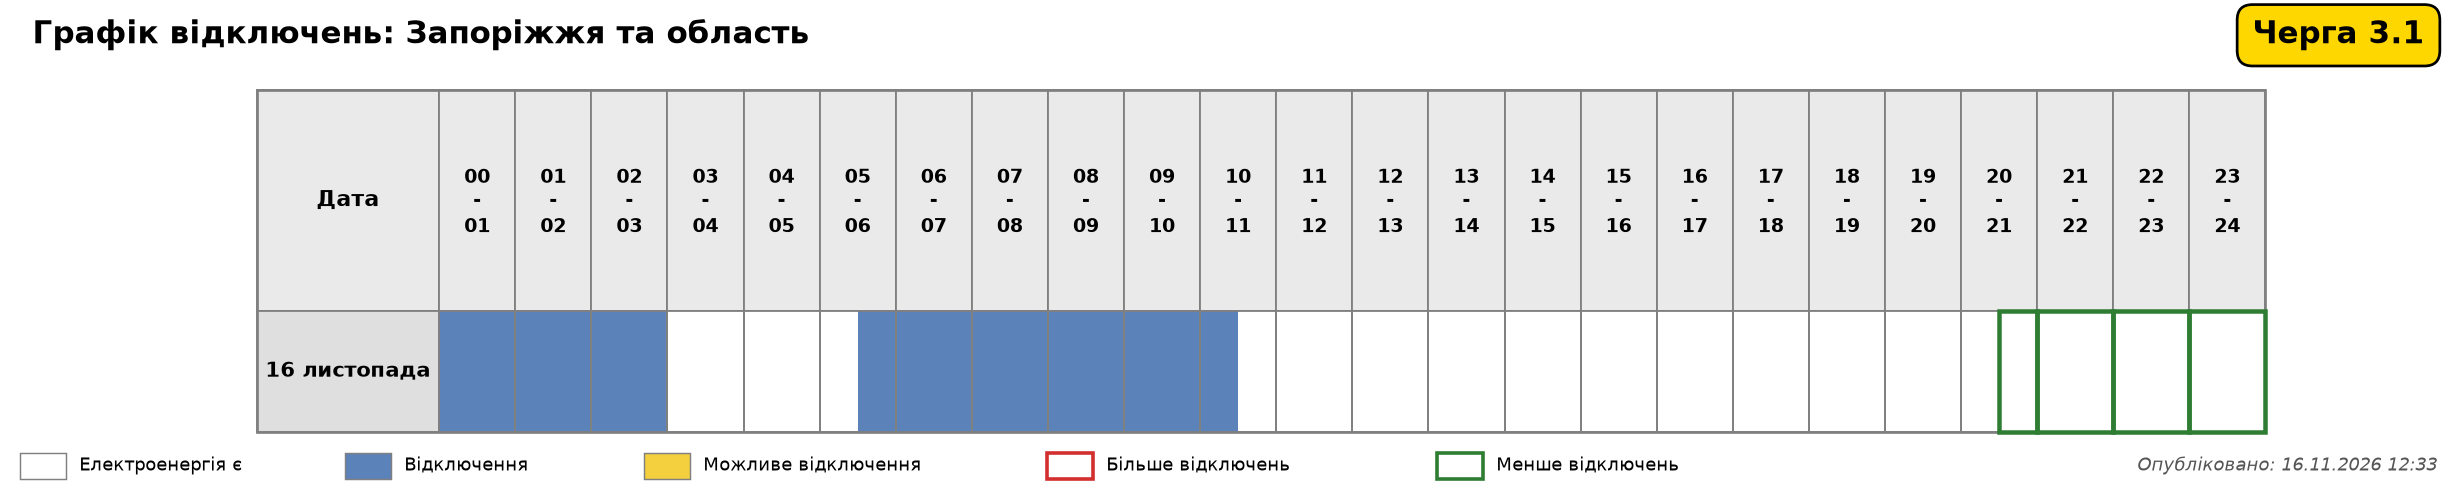 Графік відключень: Запоріжжя та область
Черга 3.1
Дата
00 - 01
01 - 02
02 - 03
03 - 04
04 - 05
05 - 06
06 - 07
07 - 08
08 - 09
09 - 10
10 - 11
11 - 12
12 - 13
13 - 14
14 - 15
15 - 16
16 - 17
17 - 18
18 - 19
19 - 20
20 - 21
21 - 22
22 - 23
23 - 24
16 листопада
Електроенергія є
Відключення
Можливе відключення
Більше відключень
Менше відключень
Опубліковано: 16.11.2026 12:33